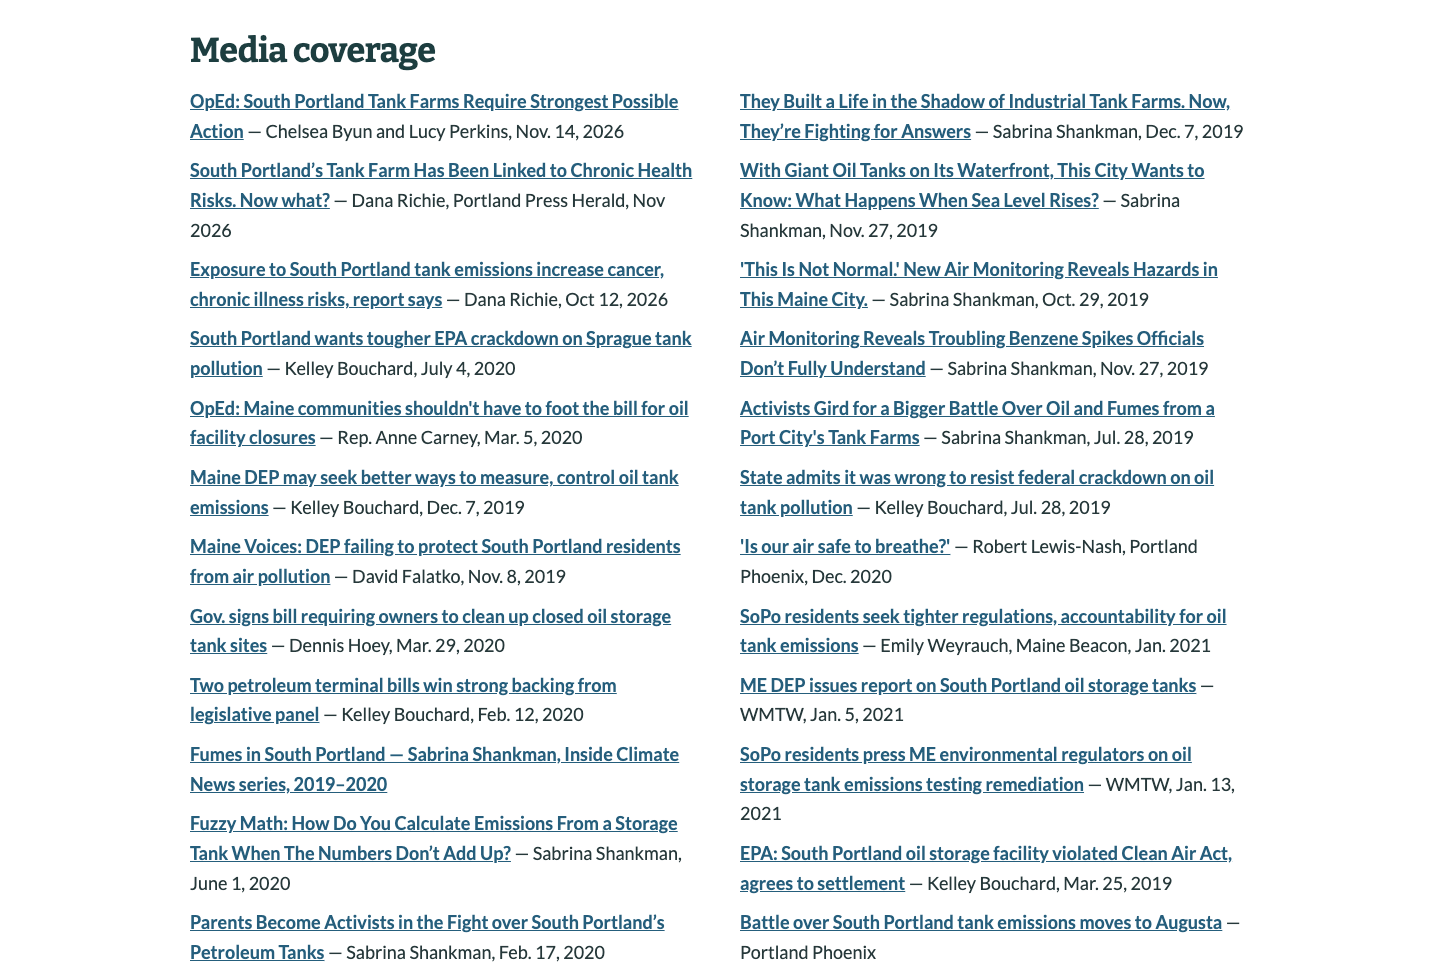 Media coverage
OpEd: South Portland Tank Farms Require Strongest Possible
Action — Chelsea Byun and Lucy Perkins, Nov. 14, 2026
South Portland’s Tank Farm Has Been Linked to Chronic Health
Risks. Now what? — Dana Richie, Portland Press Herald, Nov
2026
Exposure to South Portland tank emissions increase cancer,
chronic illness risks, report says — Dana Richie, Oct 12, 2026
South Portland wants tougher EPA crackdown on Sprague tank
pollution — Kelley Bouchard, July 4, 2020
OpEd: Maine communities shouldn't have to foot the bill for oil
facility closures — Rep. Anne Carney, Mar. 5, 2020
Maine DEP may seek better ways to measure, control oil tank
emissions — Kelley Bouchard, Dec. 7, 2019
Maine Voices: DEP failing to protect South Portland residents
from air pollution — David Falatko, Nov. 8, 2019
Gov. signs bill requiring owners to clean up closed oil storage
tank sites — Dennis Hoey, Mar. 29, 2020
Two petroleum terminal bills win strong backing from
legislative panel — Kelley Bouchard, Feb. 12, 2020
Fumes in South Portland — Sabrina Shankman, Inside Climate
News series, 2019–2020
Fuzzy Math: How Do You Calculate Emissions From a Storage
Tank When The Numbers Don’t Add Up? — Sabrina Shankman,
June 1, 2020
Parents Become Activists in the Fight over South Portland’s
Petroleum Tanks — Sabrina Shankman, Feb. 17, 2020
They Built a Life in the Shadow of Industrial Tank Farms. Now,
They’re Fighting for Answers — Sabrina Shankman, Dec. 7, 2019
With Giant Oil Tanks on Its Waterfront, This City Wants to
Know: What Happens When Sea Level Rises? — Sabrina
Shankman, Nov. 27, 2019
'This Is Not Normal.' New Air Monitoring Reveals Hazards in
This Maine City. — Sabrina Shankman, Oct. 29, 2019
Air Monitoring Reveals Troubling Benzene Spikes Officials
Don’t Fully Understand — Sabrina Shankman, Nov. 27, 2019
Activists Gird for a Bigger Battle Over Oil and Fumes from a
Port City's Tank Farms — Sabrina Shankman, Jul. 28, 2019
State admits it was wrong to resist federal crackdown on oil
tank pollution — Kelley Bouchard, Jul. 28, 2019
'Is our air safe to breathe?' — Robert Lewis-Nash, Portland
Phoenix, Dec. 2020
SoPo residents seek tighter regulations, accountability for oil
tank emissions — Emily Weyrauch, Maine Beacon, Jan. 2021
ME DEP issues report on South Portland oil storage tanks —
WMTW, Jan. 5, 2021
SoPo residents press ME environmental regulators on oil
storage tank emissions testing remediation — WMTW, Jan. 13,
2021
EPA: South Portland oil storage facility violated Clean Air Act,
agrees to settlement — Kelley Bouchard, Mar. 25, 2019
Battle over South Portland tank emissions moves to Augusta —
Portland Phoenix